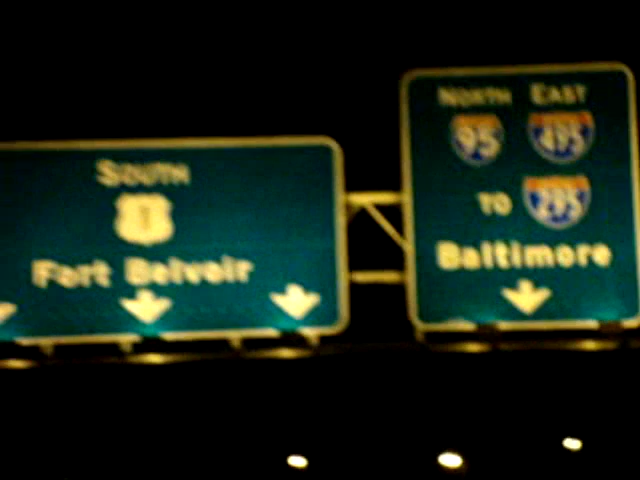 SOUTH
1
Fort Belvoir
NORTH EAST
95 495
TO 295
Baltimore